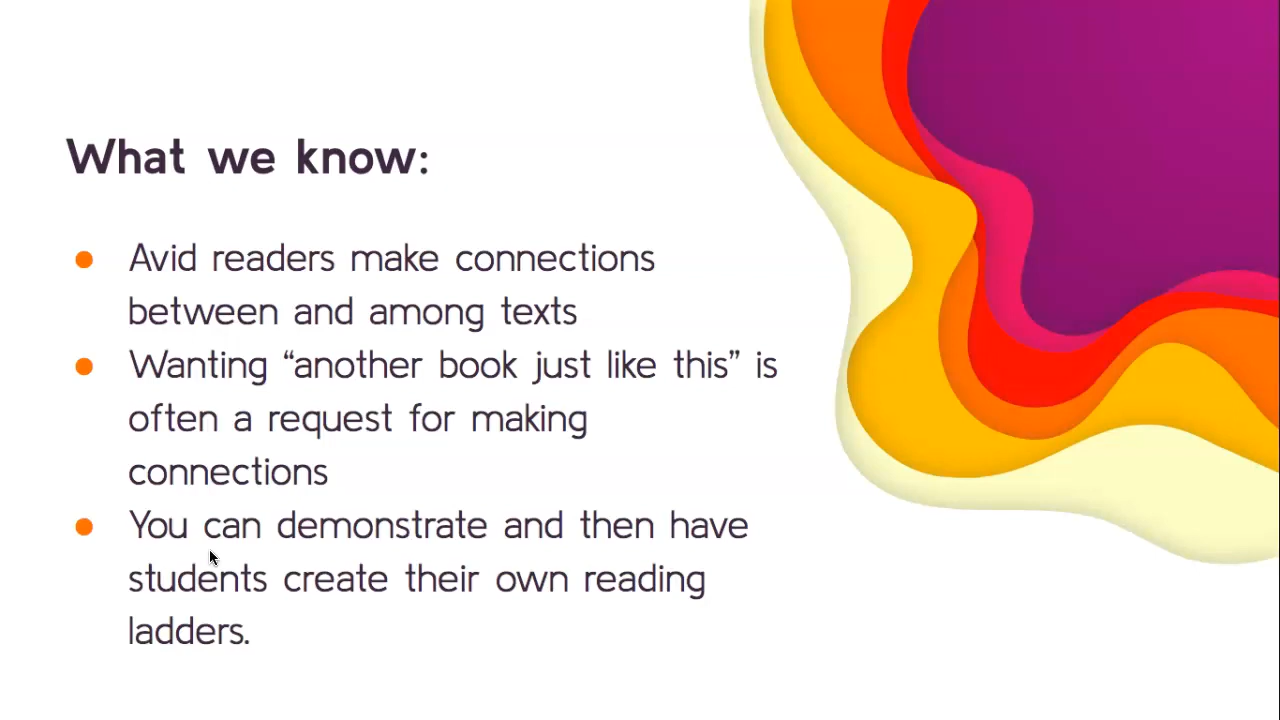 What we know:
● Avid readers make connections
between and among texts
● Wanting “another book just like this” is
often a request for making
connections
● You can demonstrate and then have
students create their own reading
ladders.